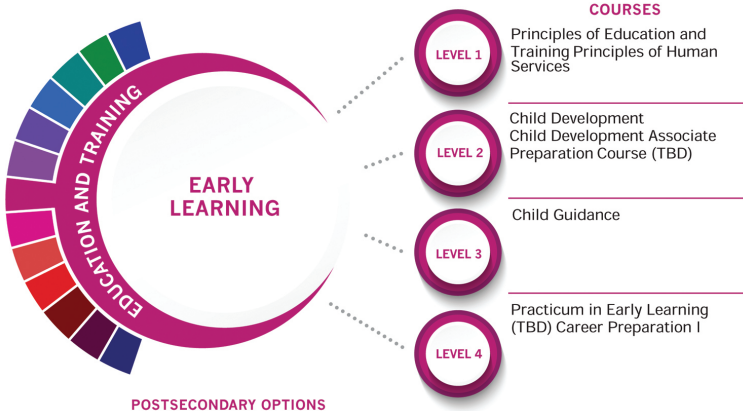 COURSES
EDUCATION AND TRAINING
EARLY
LEARNING
LEVEL 1
Principles of Education and
Training Principles of Human
Services
LEVEL 2
Child Development
Child Development Associate
Preparation Course (TBD)
LEVEL 3
Child Guidance
LEVEL 4
Practicum in Early Learning
(TBD) Career Preparation I
POSTSECONDARY OPTIONS